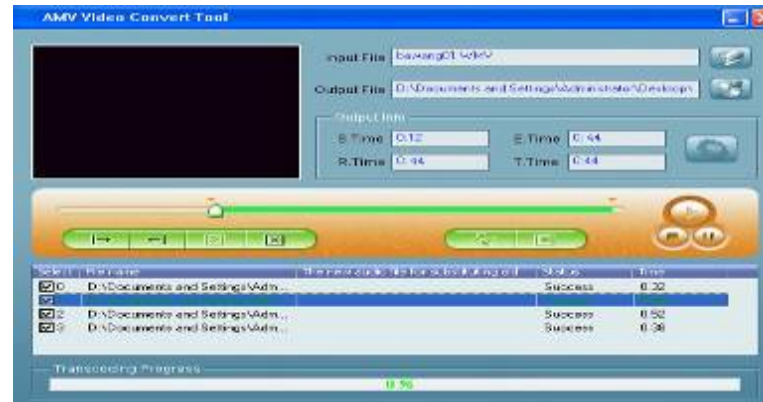 AMV Video Convert Tool
Input File bawang01.WMV
Output File D:\Documents and Settings\Administrator\Desktop\
Output Info
S.Time 0:12 E.Time 0:44
R.Time 0:44 T.Time 0:44
Select File name The new audio file for substituting old Status Time
0 D:\Documents and Settings\Adm... Success 0:32
2 D:\Documents and Settings\Adm... Success 0:52
3 D:\Documents and Settings\Adm... Success 0:38
Transcoding Progress